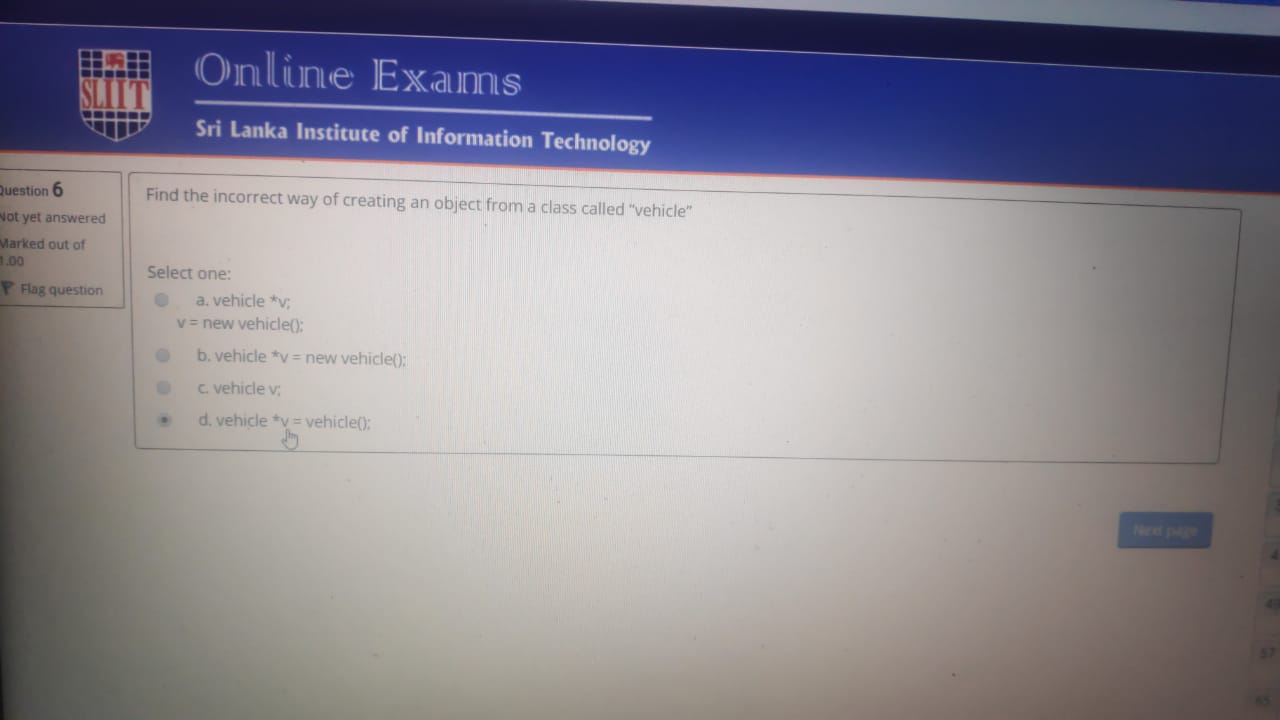 SLIIT
Online Exams
Sri Lanka Institute of Information Technology
Question 6
Not yet answered
Marked out of
1.00
Flag question
Find the incorrect way of creating an object from a class called "vehicle"
Select one:
a. vehicle *v;
v = new vehicle();
b. vehicle *v = new vehicle();
c. vehicle v;
d. vehicle *v = vehicle();
Next page
57
65